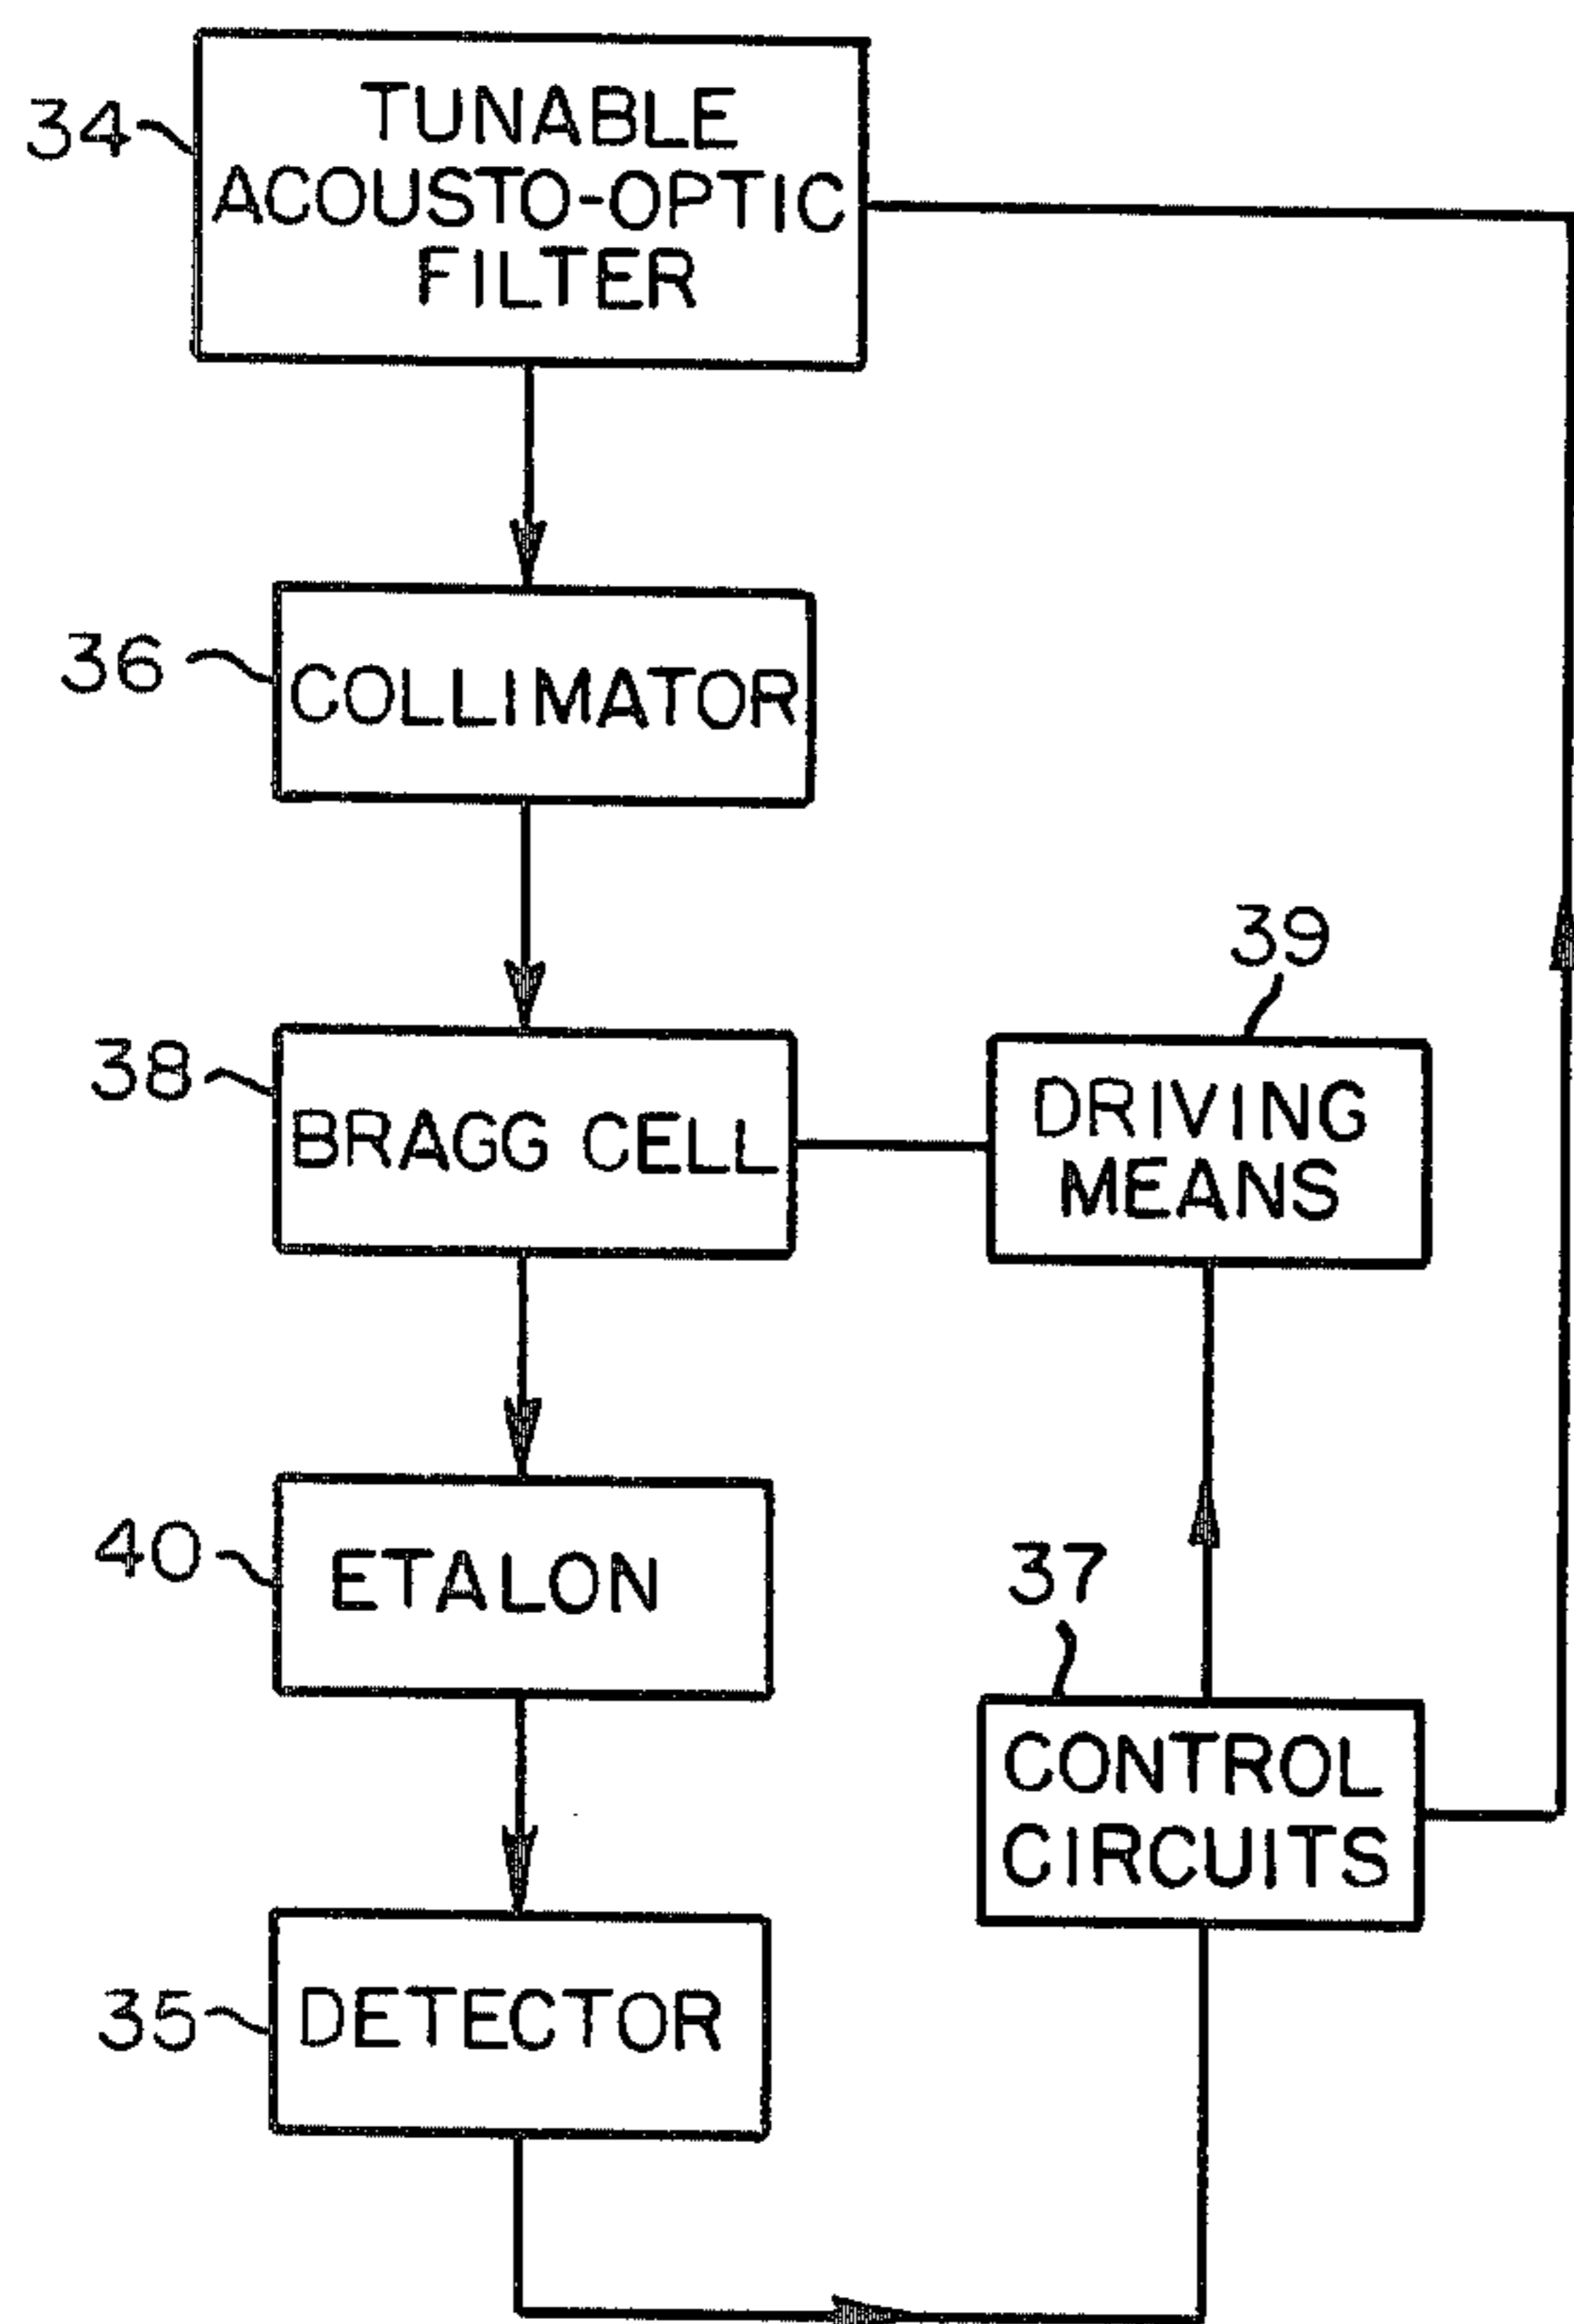 34
TUNABLE
ACOUSTO-OPTIC
FILTER
36
COLLIMATOR
38
BRAGG CELL
39
DRIVING
MEANS
40
ETALON
37
CONTROL
CIRCUITS
35
DETECTOR